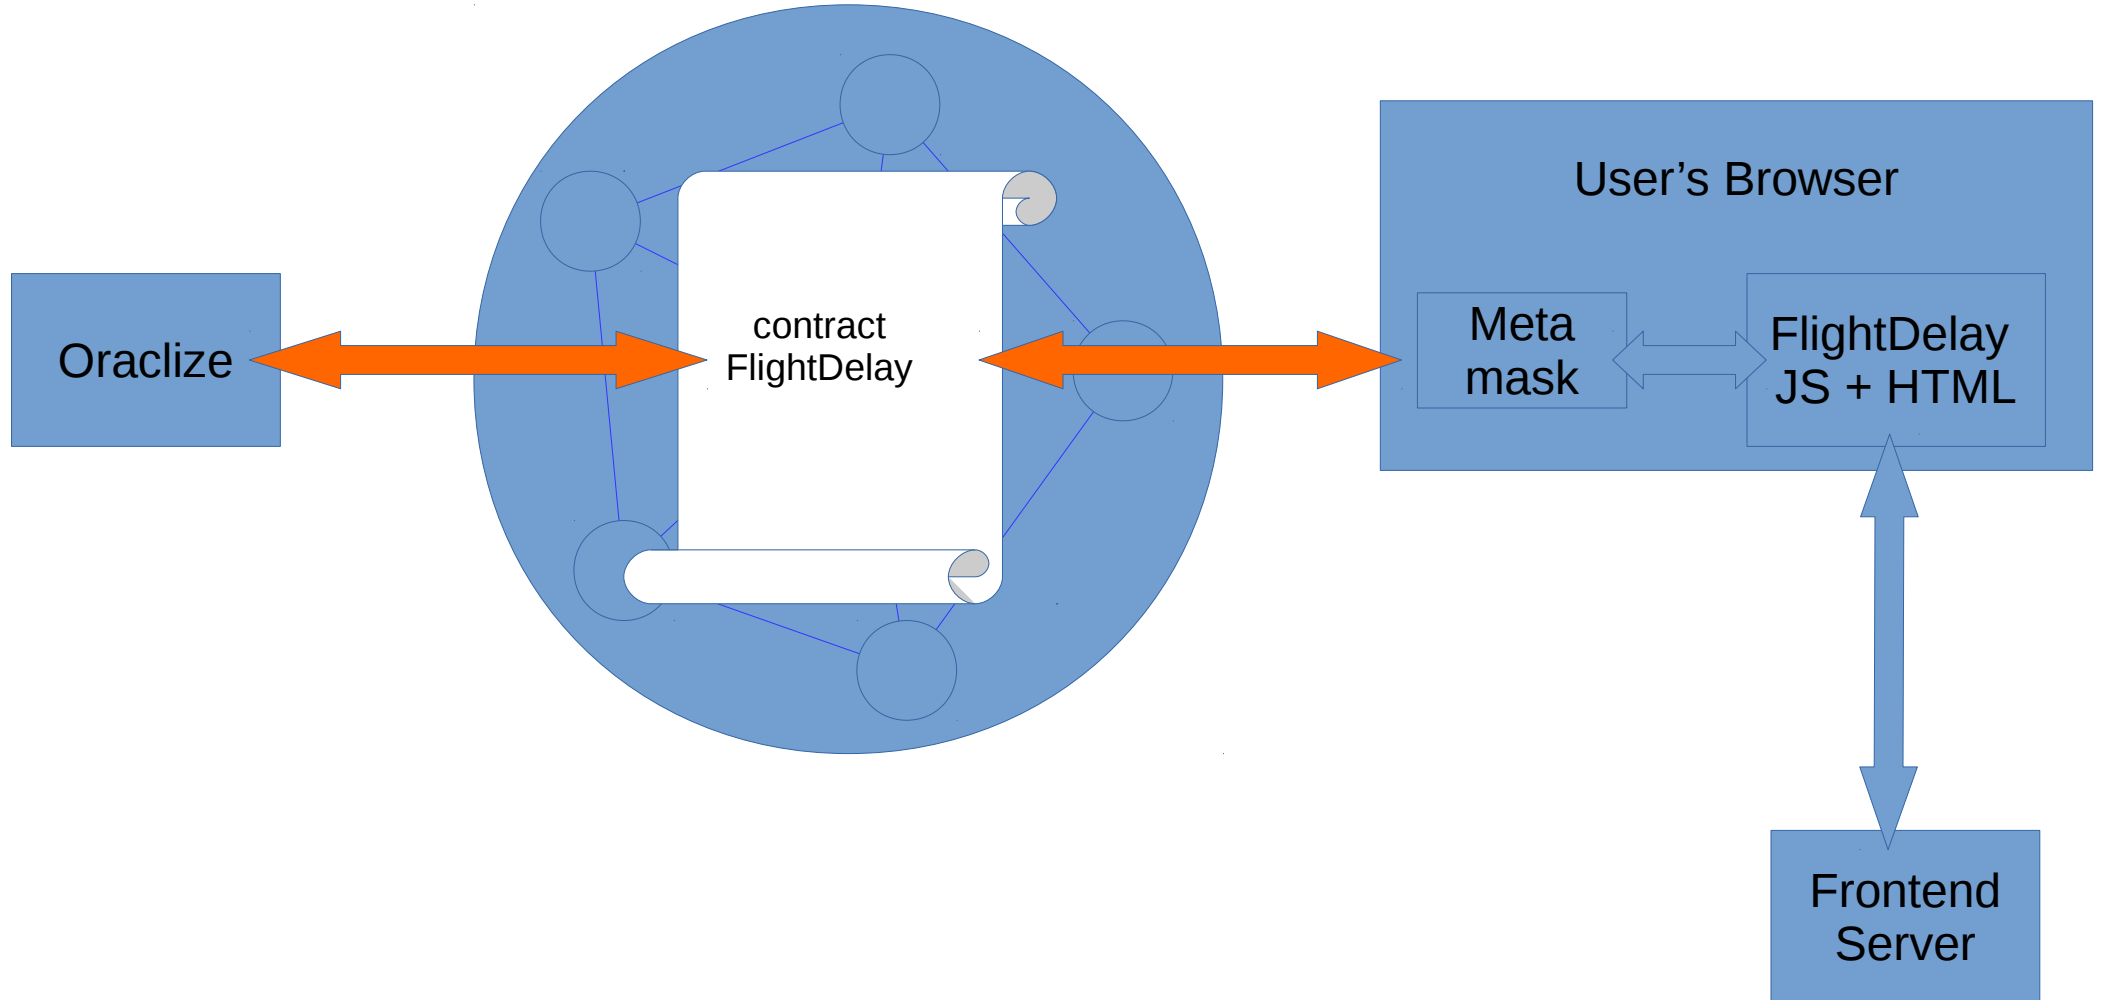 Oraclize
contract
FlightDelay
User’s Browser
Meta
mask
FlightDelay
JS + HTML
Frontend
Server